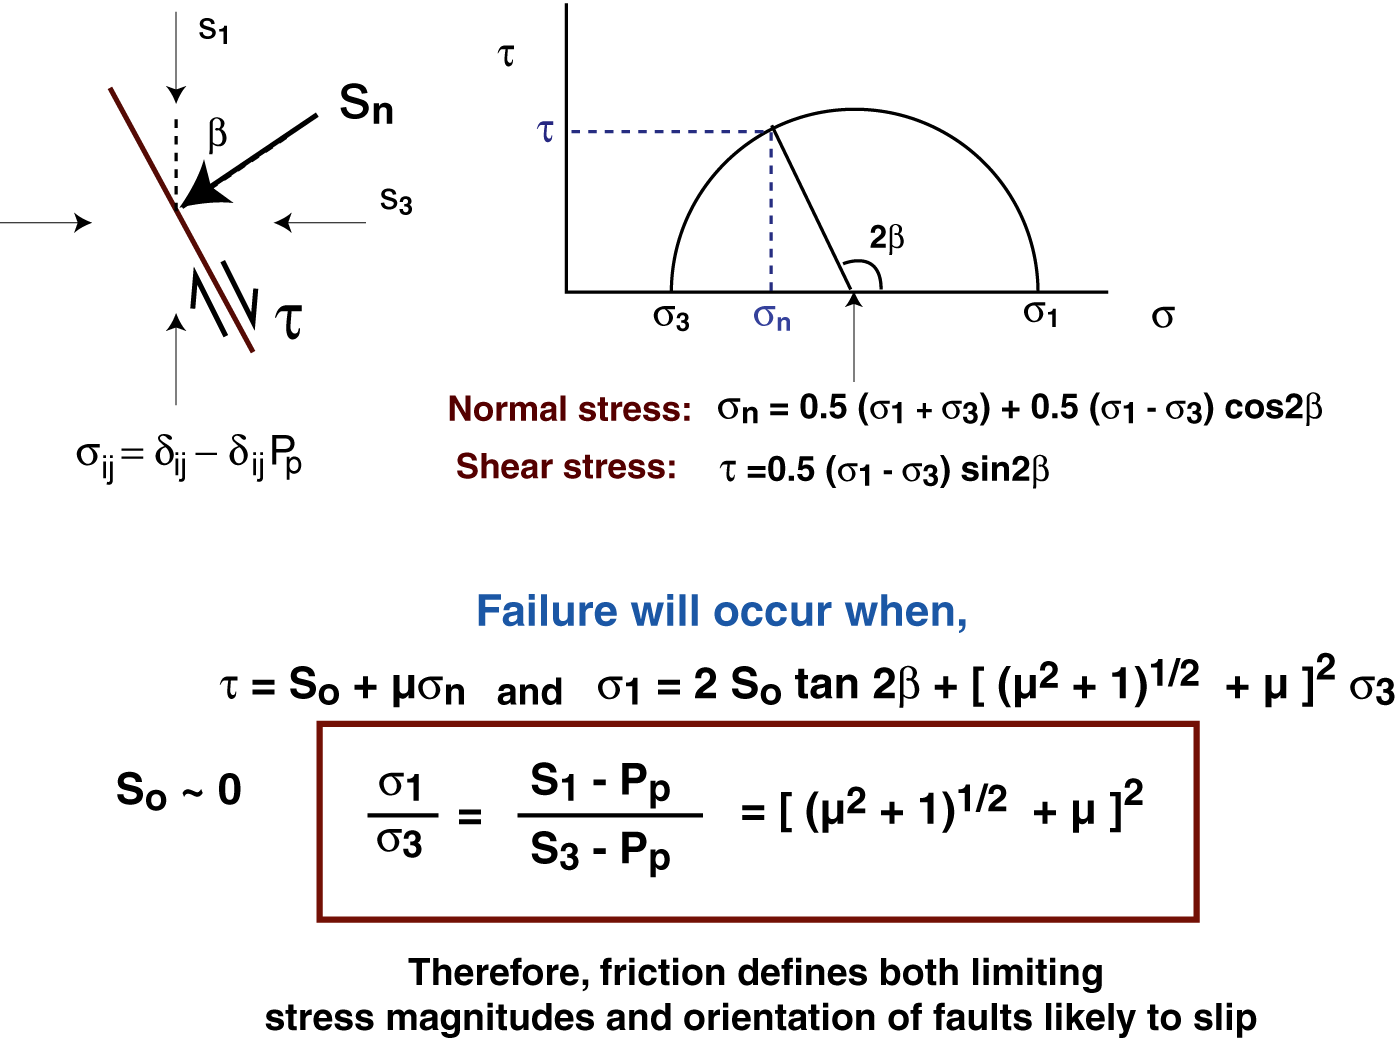 S1
Sn
β
S3
τ
σij = δij – δij Pp
τ
τ
2β
σ3
σn
σ1
σ
Normal stress: σn = 0.5 (σ1 + σ3) + 0.5 (σ1 - σ3) cos2β
Shear stress: τ =0.5 (σ1 - σ3) sin2β
Failure will occur when,
τ = So + μσn and σ1 = 2 So tan 2β + [ (μ2 + 1)1/2 + μ ]2 σ3
So ~ 0
σ1
σ3
=
S1 - Pp
S3 - Pp
= [ (μ2 + 1)1/2 + μ ]2
Therefore, friction defines both limiting
stress magnitudes and orientation of faults likely to slip